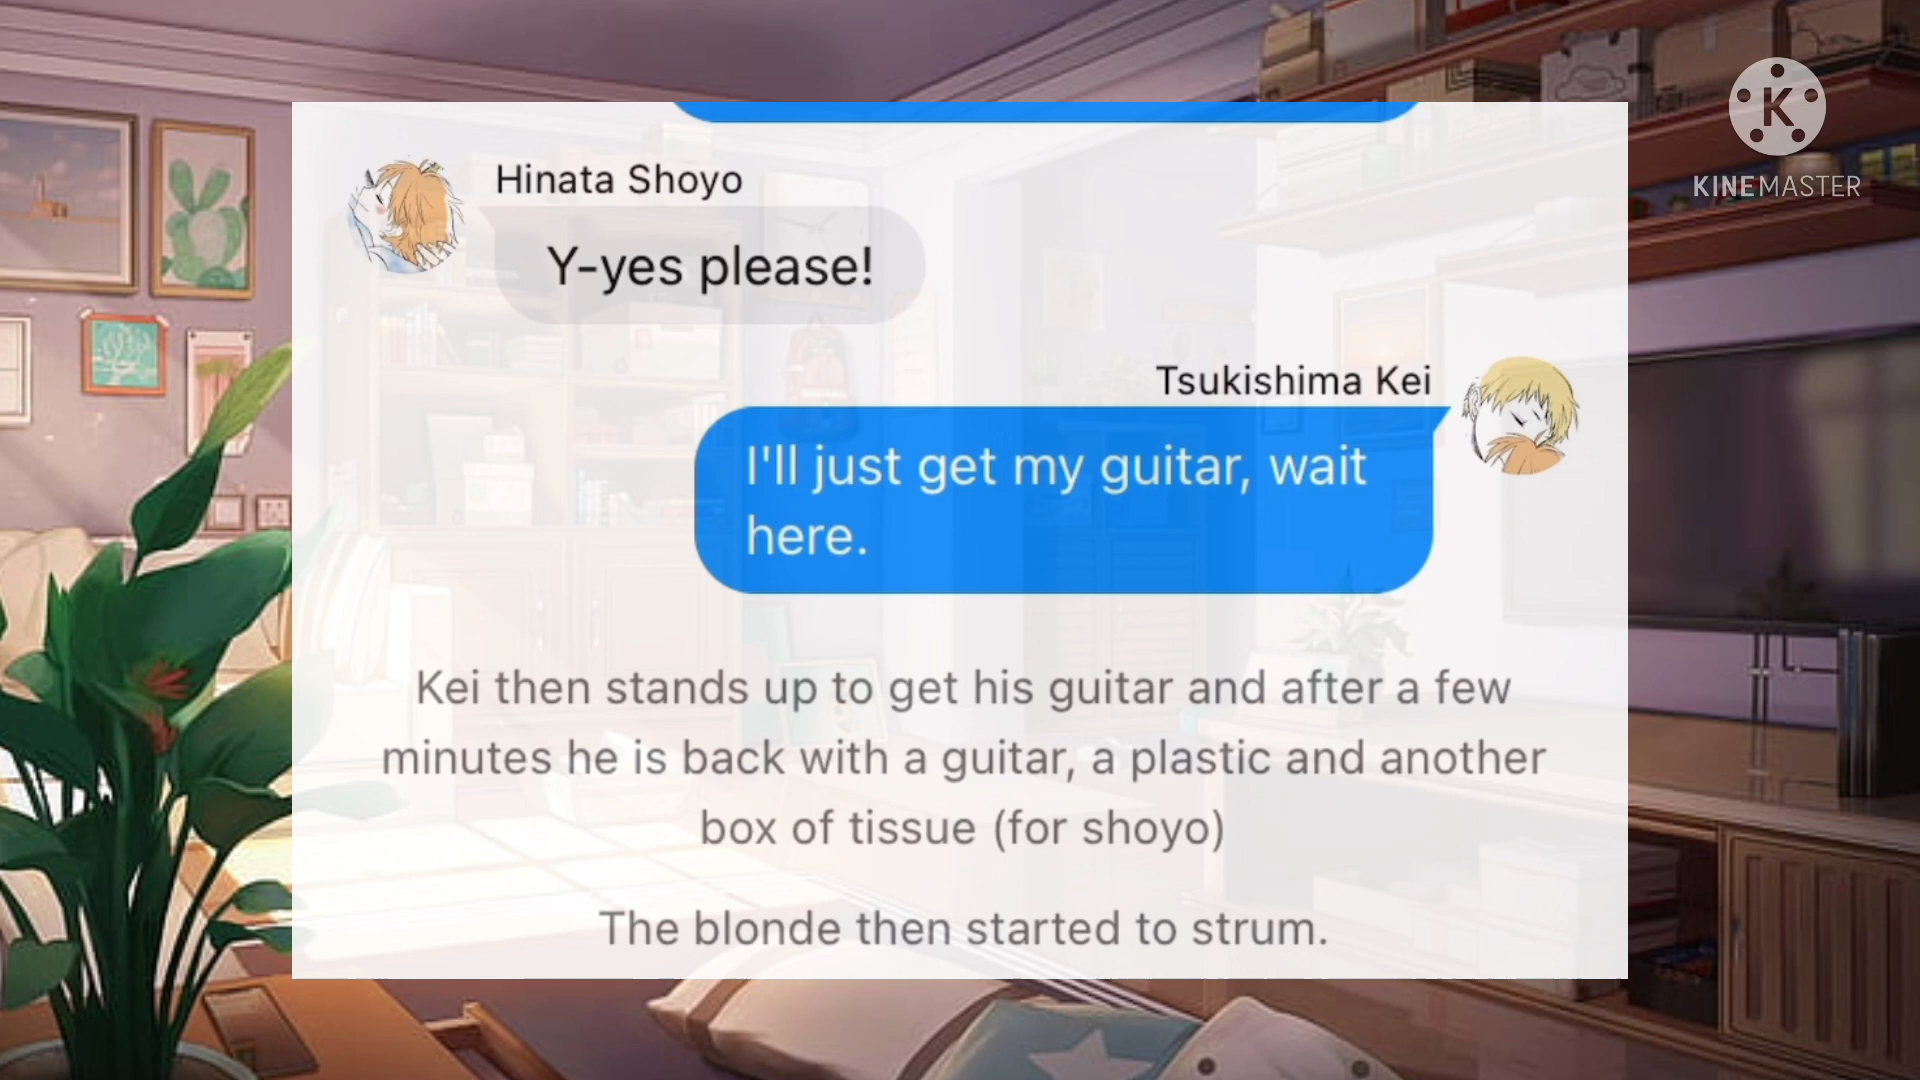 Hinata Shoyo
Y-yes please!
Tsukishima Kei
I'll just get my guitar, wait
here.
Kei then stands up to get his guitar and after a few
minutes he is back with a guitar, a plastic and another
box of tissue (for shoyo)
The blonde then started to strum.
K
KINEMASTER